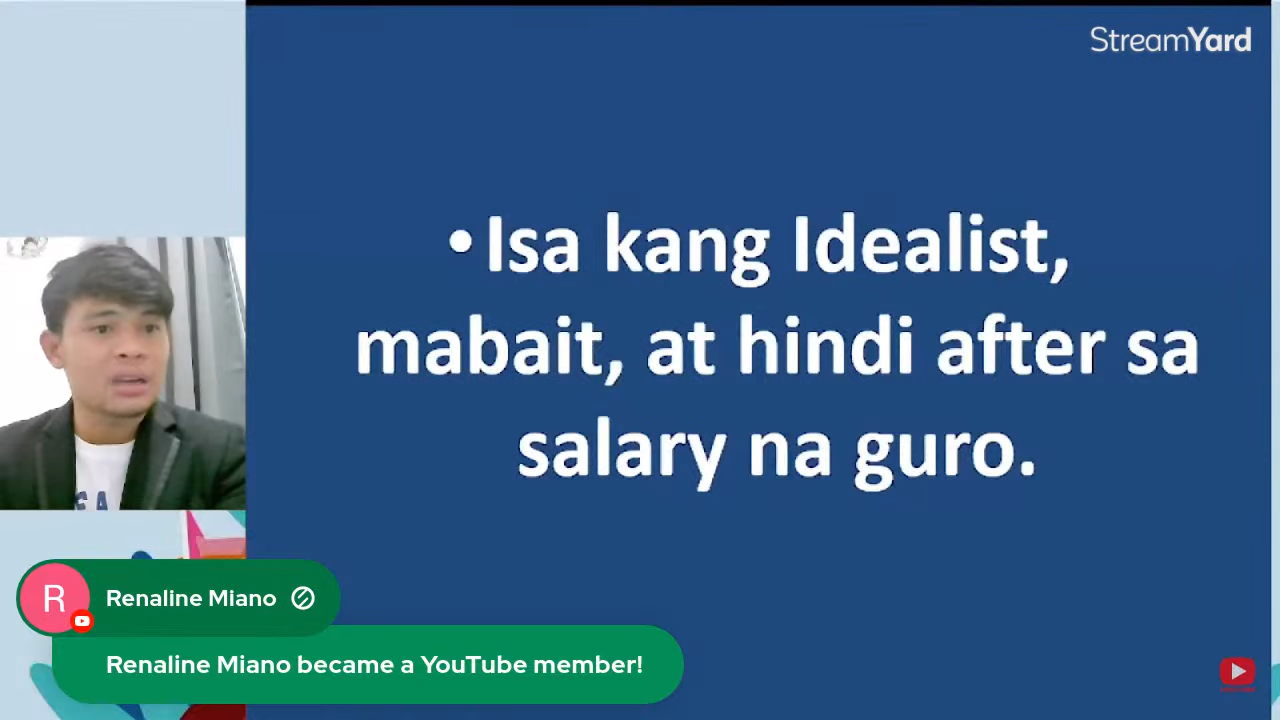 StreamYard
•Isa kang Idealist,
mabait, at hindi after sa
salary na guro.
R
Renaline Miano
Renaline Miano became a YouTube member!